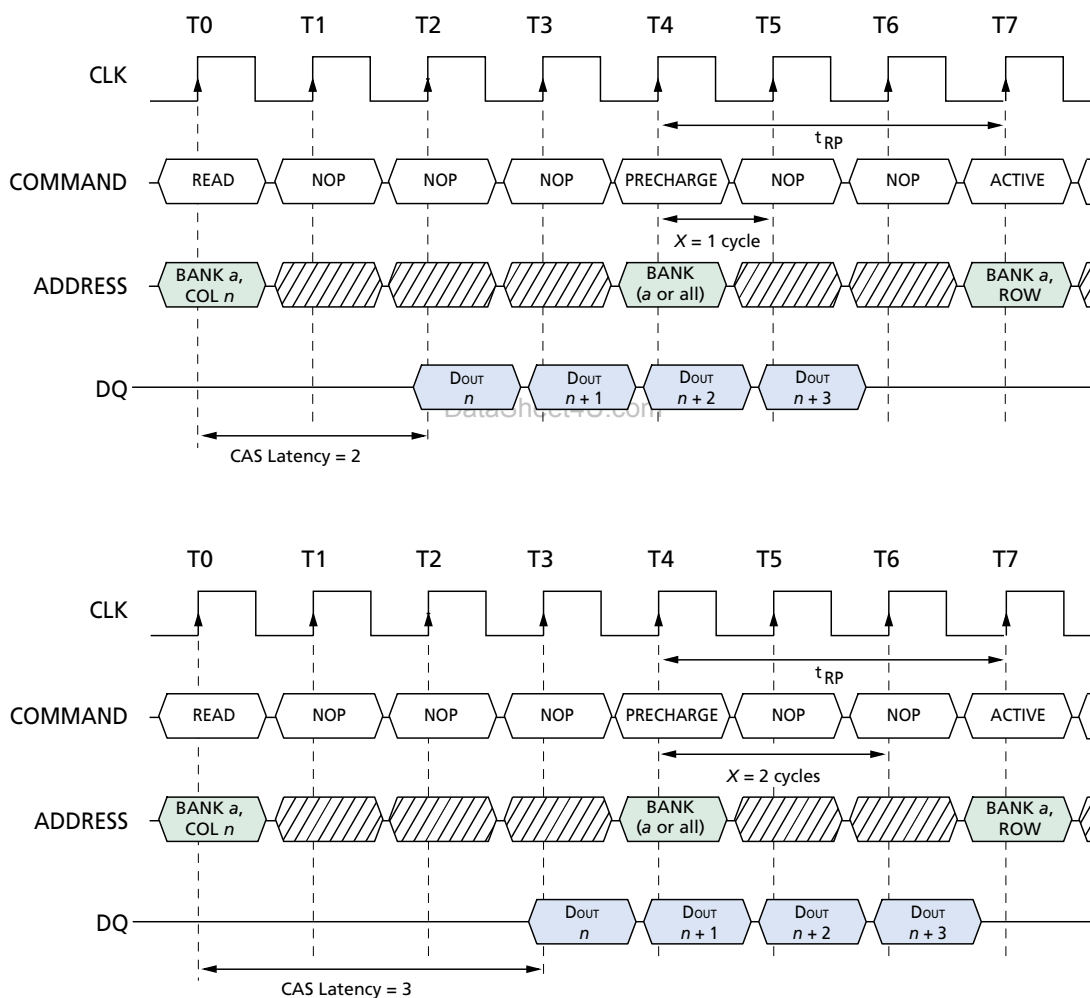 T0 T1 T2 T3 T4 T5 T6 T7
CLK
tRP
COMMAND READ NOP NOP NOP PRECHARGE NOP NOP ACTIVE
X = 1 cycle
ADDRESS BANK a, COL n BANK (a or all) BANK a, ROW
DQ DOUT n DOUT n + 1 DOUT n + 2 DOUT n + 3
DataSheet4U.com
CAS Latency = 2
T0 T1 T2 T3 T4 T5 T6 T7
CLK
tRP
COMMAND READ NOP NOP NOP PRECHARGE NOP NOP ACTIVE
X = 2 cycles
ADDRESS BANK a, COL n BANK (a or all) BANK a, ROW
DQ DOUT n DOUT n + 1 DOUT n + 2 DOUT n + 3
CAS Latency = 3